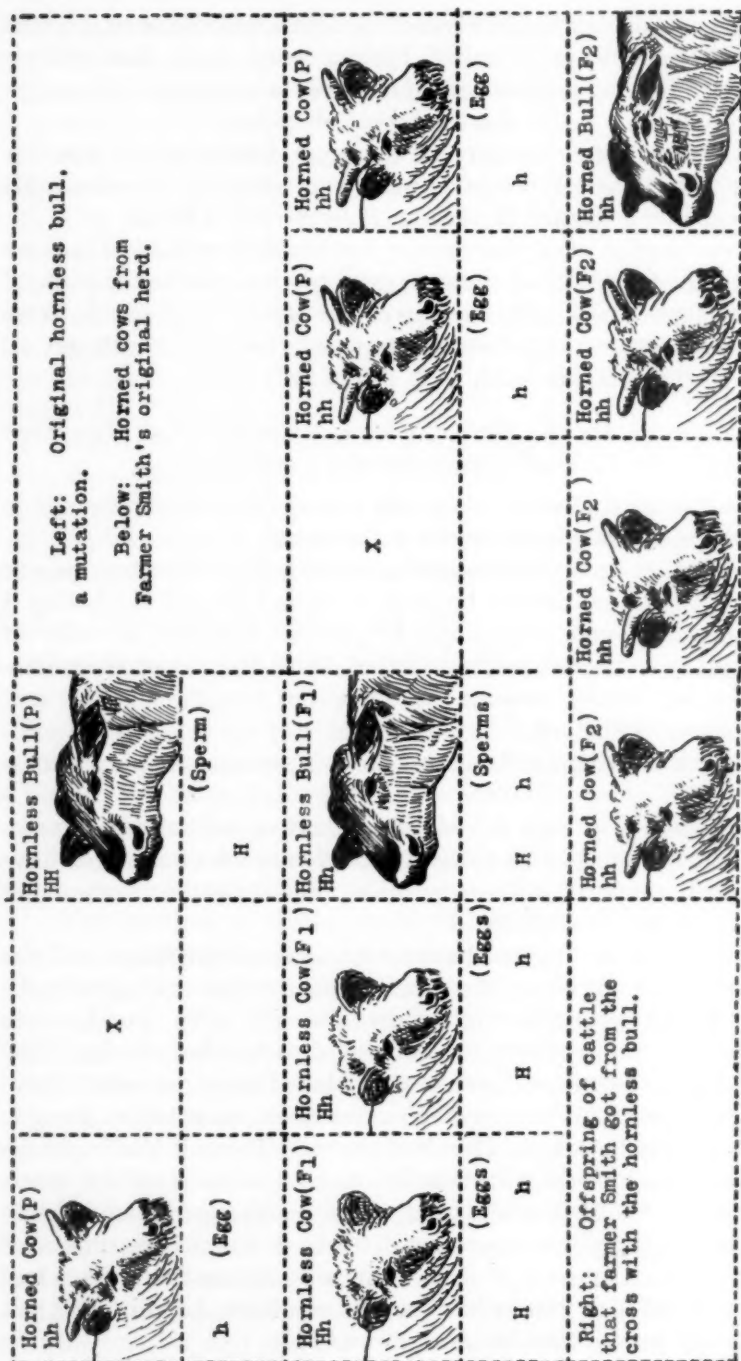 Horned Cow(P)
hh
X
Hornless Bull(P)
HH
Left: Original hornless bull.
a mutation.
Below: Horned cows from
Farmer Smith's original herd.
h (Egg)
H (Sperm)
Hornless Cow(F1)
Hh
Hornless Cow(F1)
Hh
Hornless Bull(F1)
Hh
X
Horned Cow(P)
hh
Horned Cow(P)
hh
H h (Eggs)
H h (Eggs)
H h (Sperms)
h (Egg)
h (Egg)
Right: Offspring of cattle
that farmer Smith got from the
cross with the hornless bull.
Horned Cow(F2)
hh
Horned Cow(F2)
hh
Horned Cow(F2)
hh
Horned Bull(F2)
hh